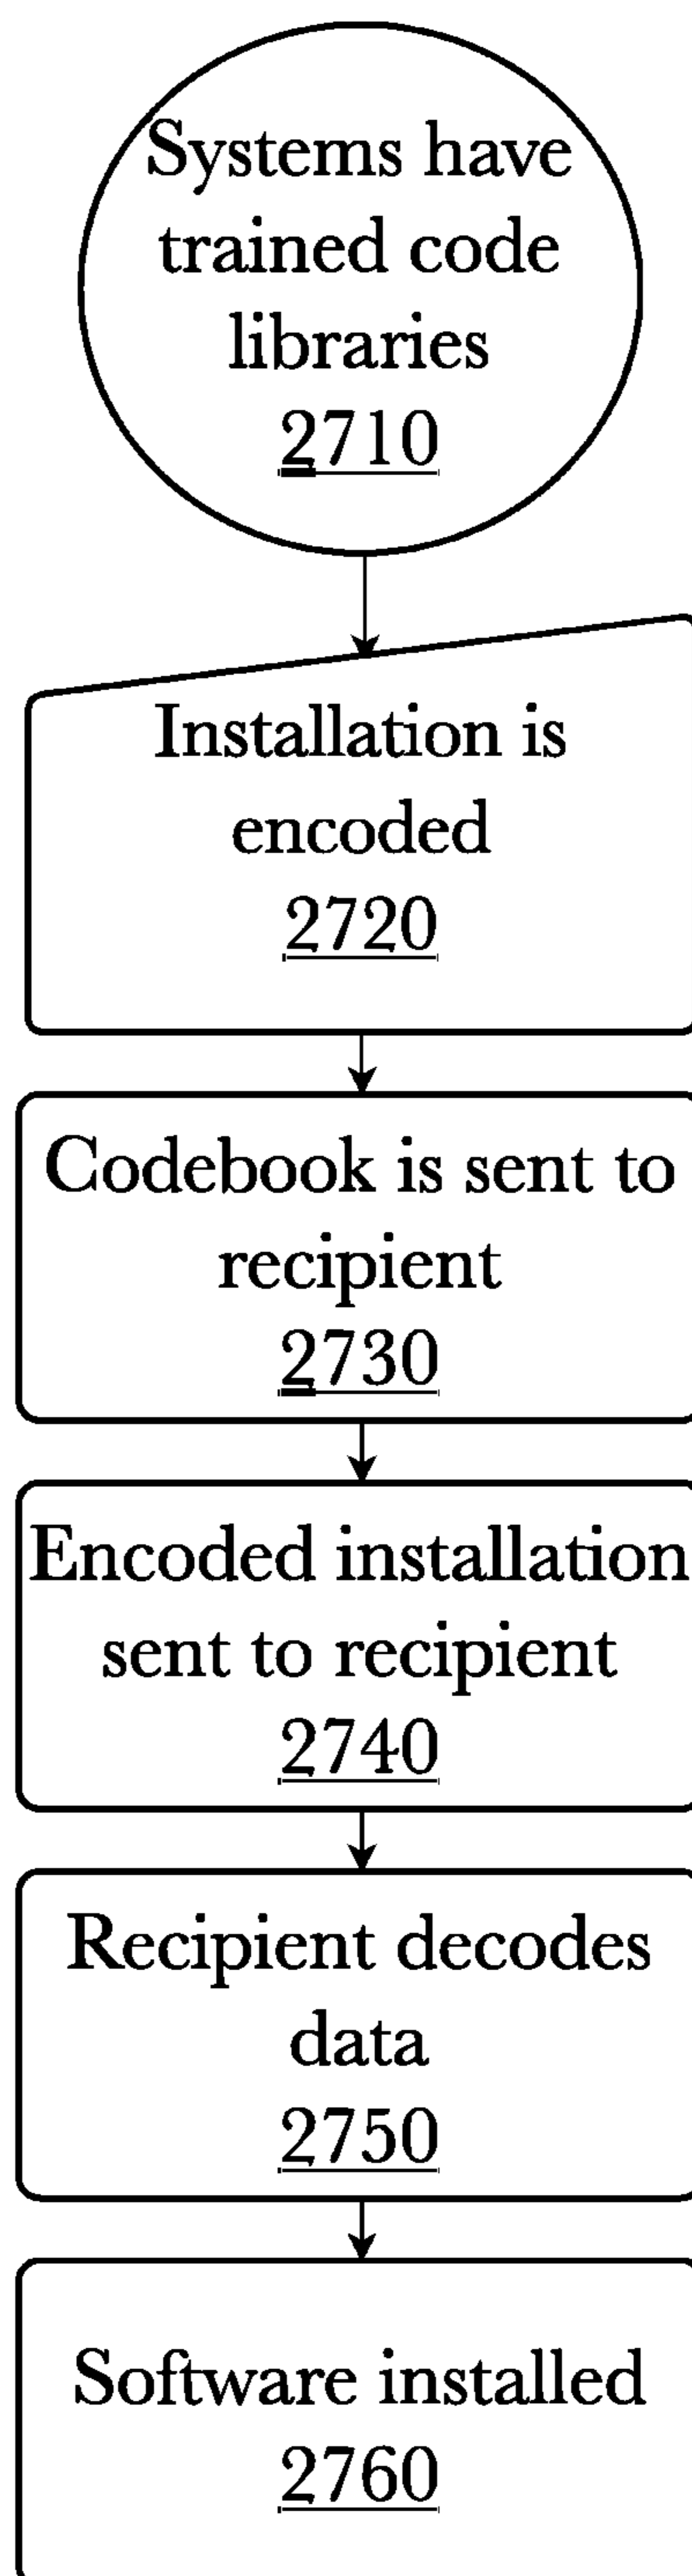 Systems have
trained code
libraries
2710
Installation is
encoded
2720
Codebook is sent to
recipient
2730
Encoded installation
sent to recipient
2740
Recipient decodes
data
2750
Software installed
2760